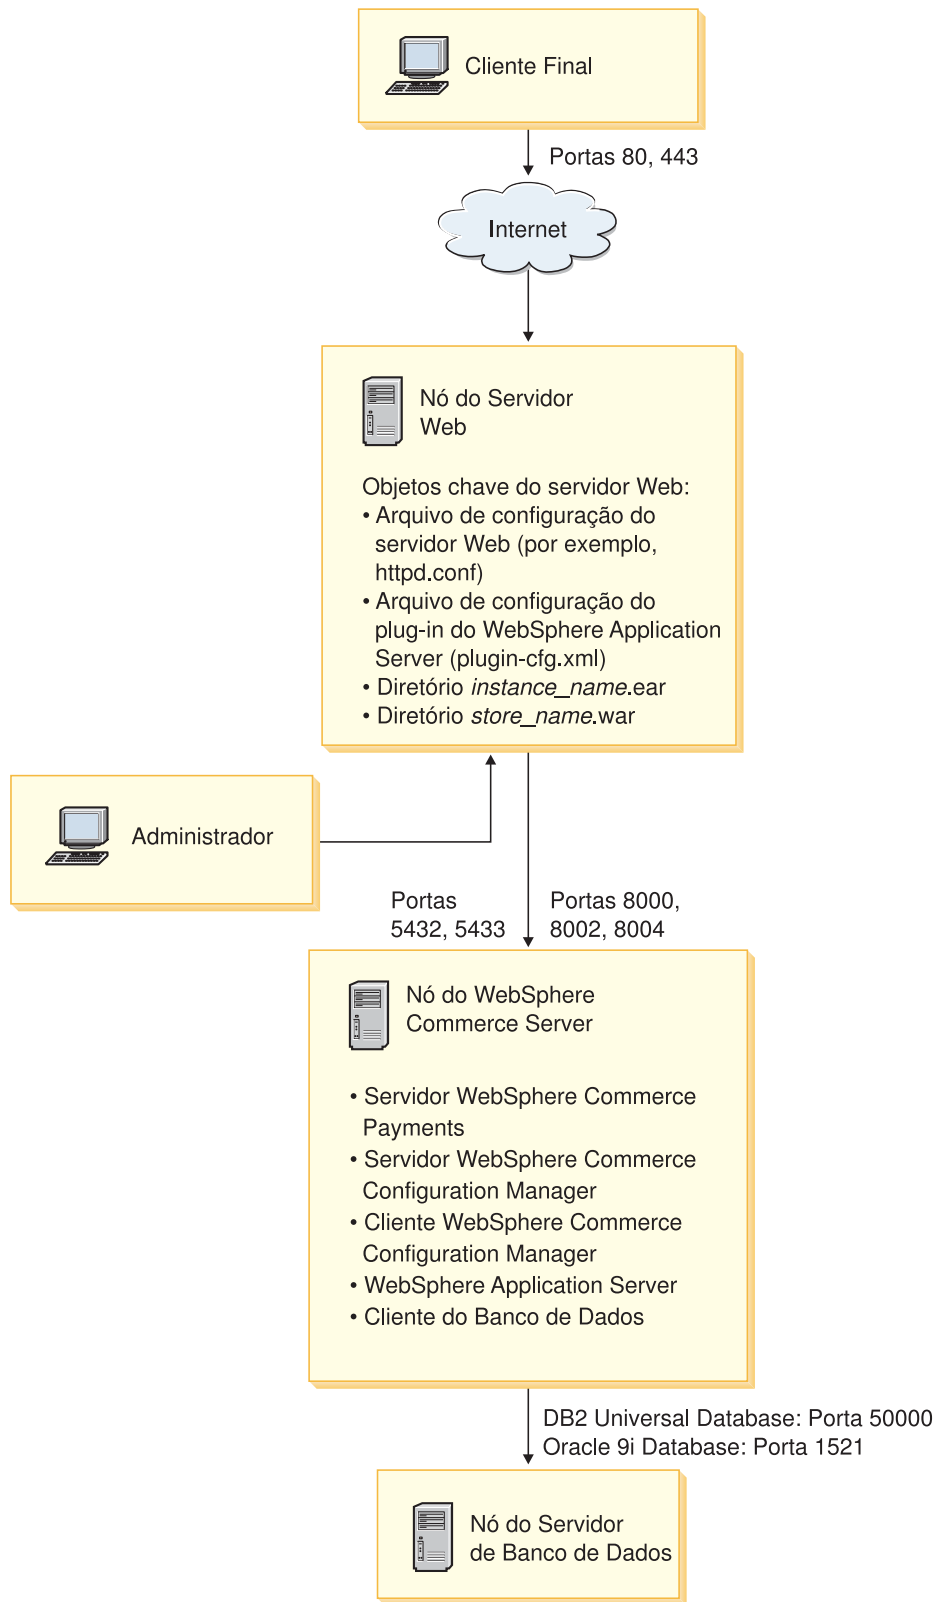 Cliente Final
Portas 80, 443
Internet
Nó do Servidor
Web
Objetos chave do servidor Web:
• Arquivo de configuração do
servidor Web (por exemplo,
httpd.conf)
• Arquivo de configuração do
plug-in do WebSphere Application
Server (plugin-cfg.xml)
• Diretório instance_name.ear
• Diretório store_name.war
Administrador
Portas
5432, 5433
Portas 8000,
8002, 8004
Nó do WebSphere
Commerce Server
• Servidor WebSphere Commerce
Payments
• Servidor WebSphere Commerce
Configuration Manager
• Cliente WebSphere Commerce
Configuration Manager
• WebSphere Application Server
• Cliente do Banco de Dados
DB2 Universal Database: Porta 50000
Oracle 9i Database: Porta 1521
Nó do Servidor
de Banco de Dados